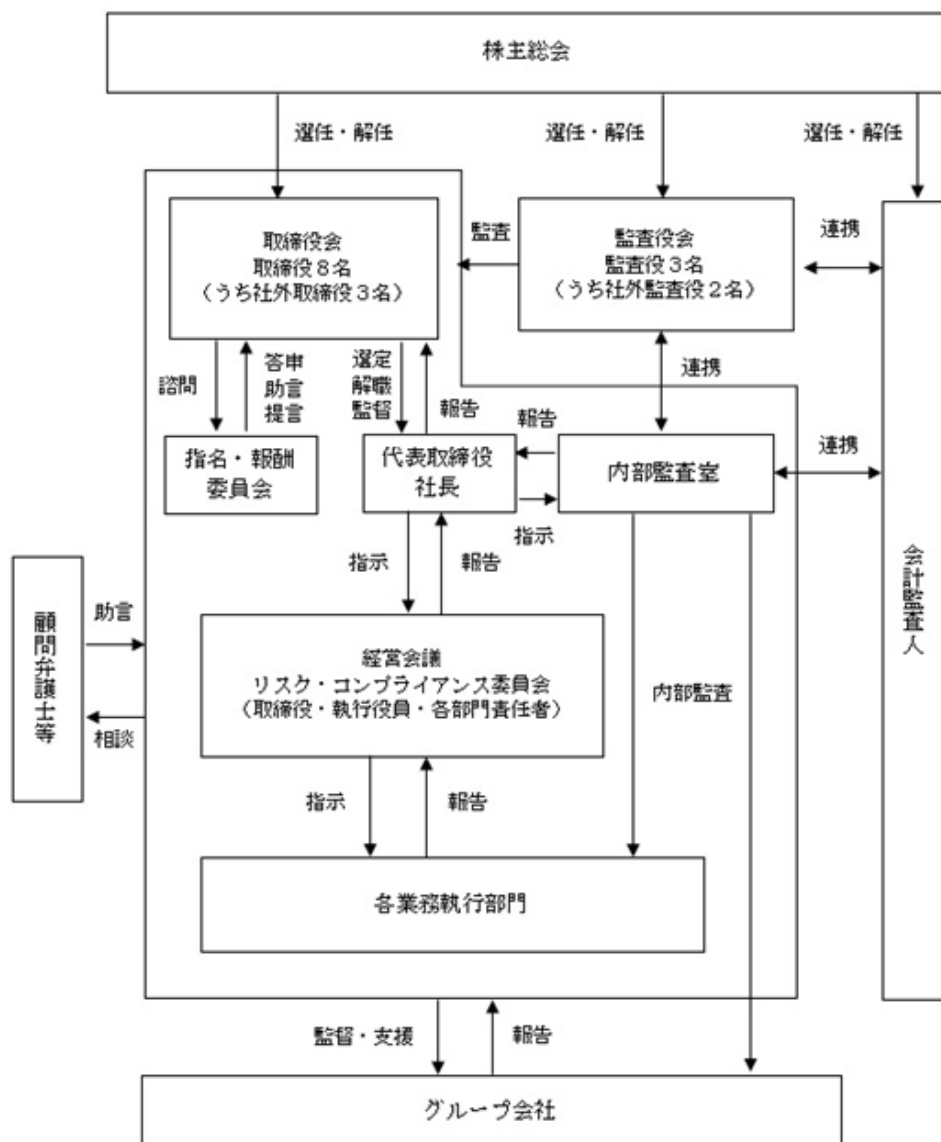 株主総会
選任・解任
選任・解任
選任・解任
取締役会
取締役８名
（うち社外取締役３名）
監査
監査役会
監査役３名
（うち社外監査役２名）
連携
諮問
答申
助言
提言
選定
解職
監督
報告
連携
報告
指名・報酬
委員会
代表取締役
社長
内部監査室
連携
指示
指示
報告
会計監査人
顧問弁護士等
助言
相談
経営会議
リスク・コンプライアンス委員会
（取締役・執行役員・各部門責任者）
内部監査
指示
報告
各業務執行部門
監督・支援
報告
グループ会社